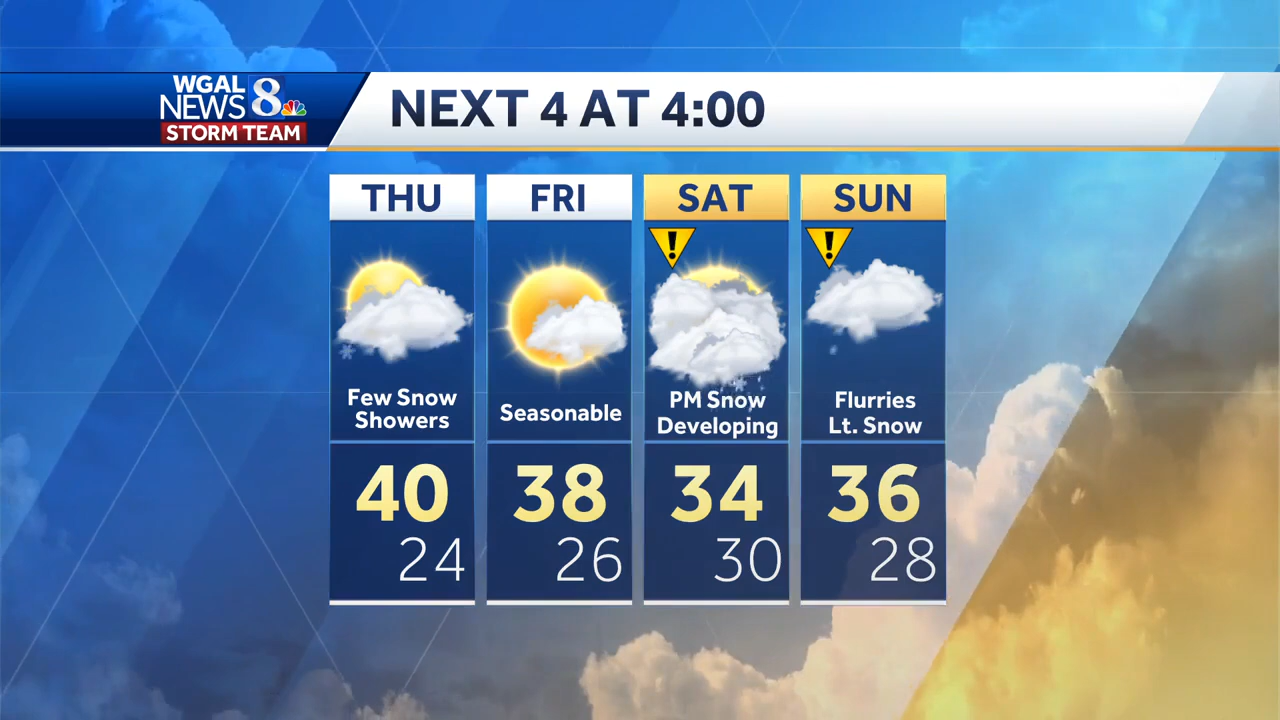 WGAL
NEWS 8
STORM TEAM
NEXT 4 AT 4:00
THU
Few Snow
Showers
40
24
FRI
Seasonable
38
26
SAT
!
PM Snow
Developing
34
30
SUN
!
Flurries
Lt. Snow
36
28